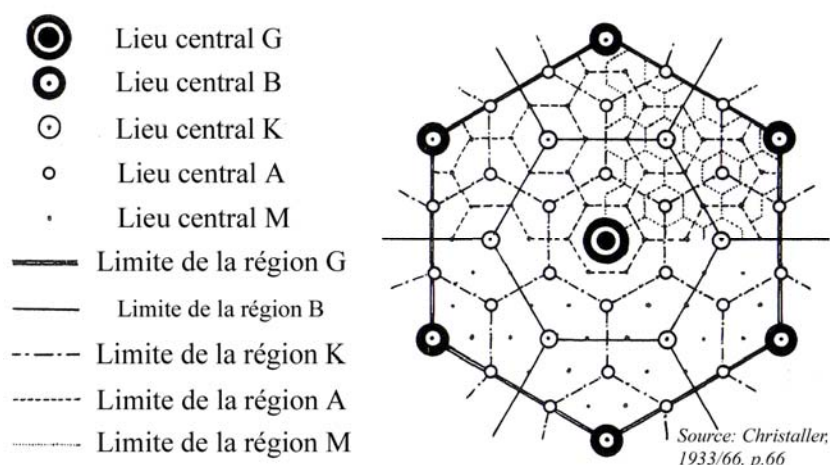 Lieu central G
Lieu central B
Lieu central K
Lieu central A
Lieu central M
Limite de la région G
Limite de la région B
Limite de la région K
Limite de la région A
Limite de la région M
Source: Christaller,
1933/66, p.66